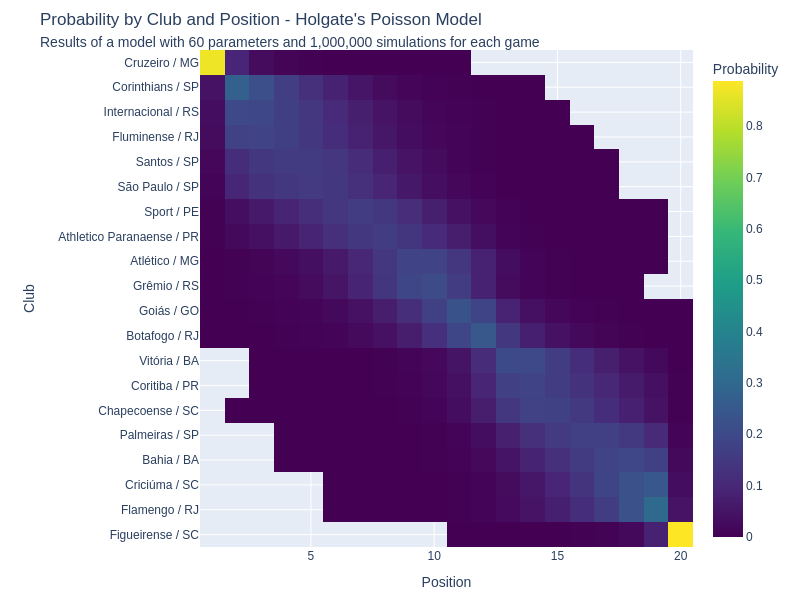 Probability by Club and Position - Holgate's Poisson Model
Results of a model with 60 parameters and 1,000,000 simulations for each game
Probability
Club
Cruzeiro / MG
Corinthians / SP
Internacional / RS
Fluminense / RJ
Santos / SP
São Paulo / SP
Sport / PE
Athletico Paranaense / PR
Atlético / MG
Grêmio / RS
Goiás / GO
Botafogo / RJ
Vitória / BA
Coritiba / PR
Chapecoense / SC
Palmeiras / SP
Bahia / BA
Criciúma / SC
Flamengo / RJ
Figueirense / SC
0.8
0.7
0.6
0.5
0.4
0.3
0.2
0.1
0
5 10 15 20
Position